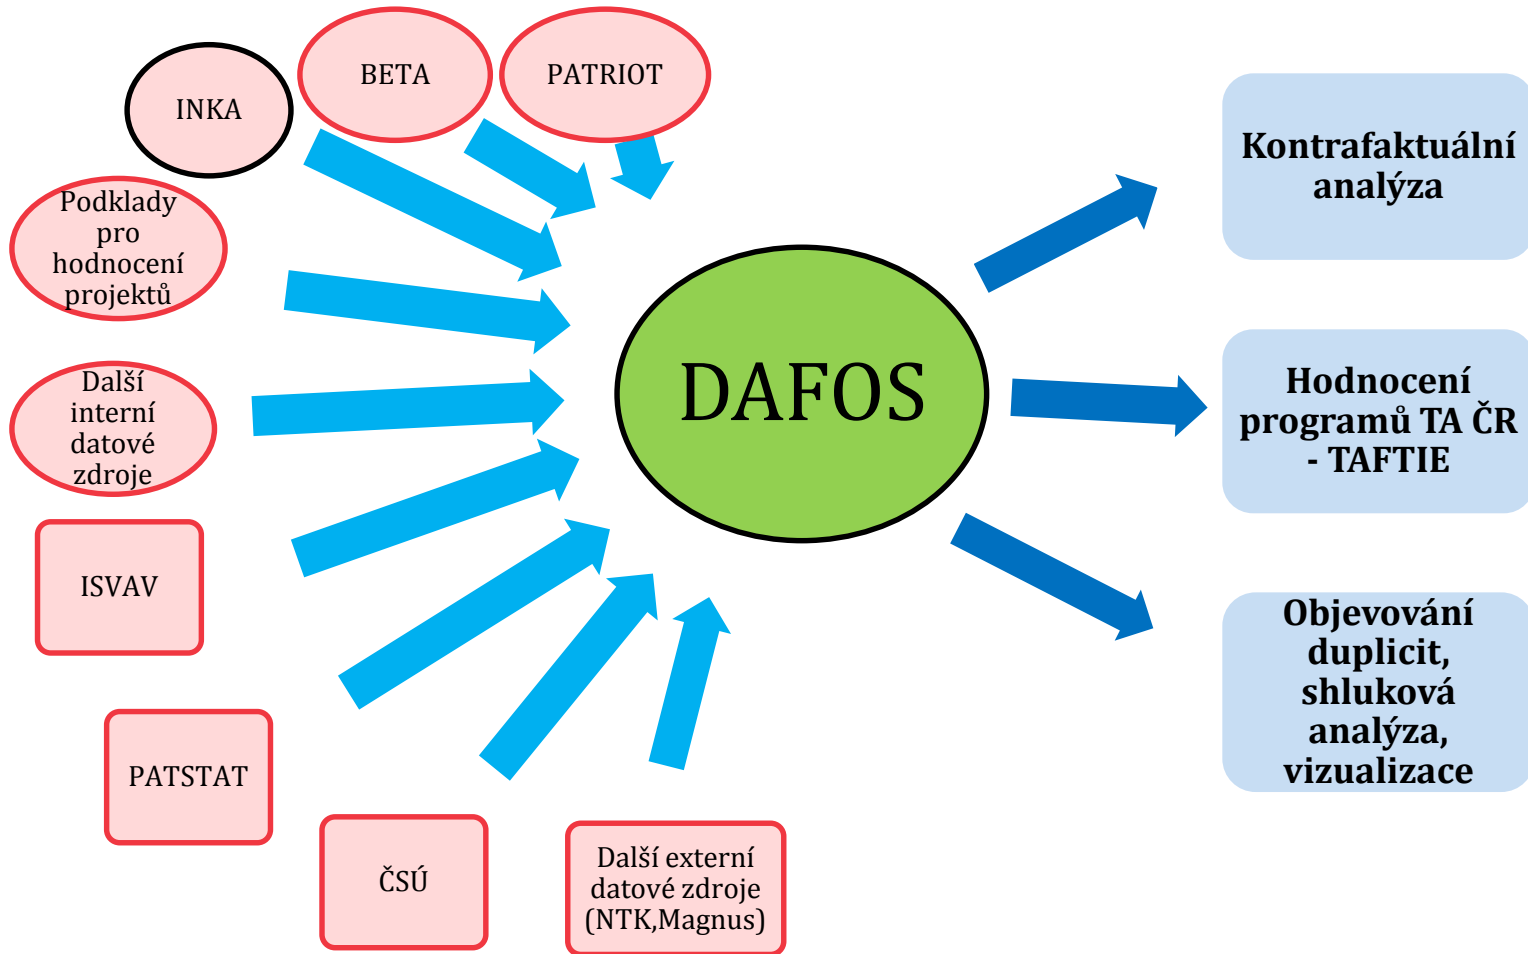 BETA
PATRIOT
INKA
Podklady
pro
hodnocení
projektů
Další
interní
datové
zdroje
ISVAV
PATSTAT
ČSÚ
Další externí
datové zdroje
(NTK,Magnus)
DAFOS
Kontrafaktuální
analýza
Hodnocení
programů TA ČR
- TAFTIE
Objevování
duplicit,
shluková
analýza,
vizualizace